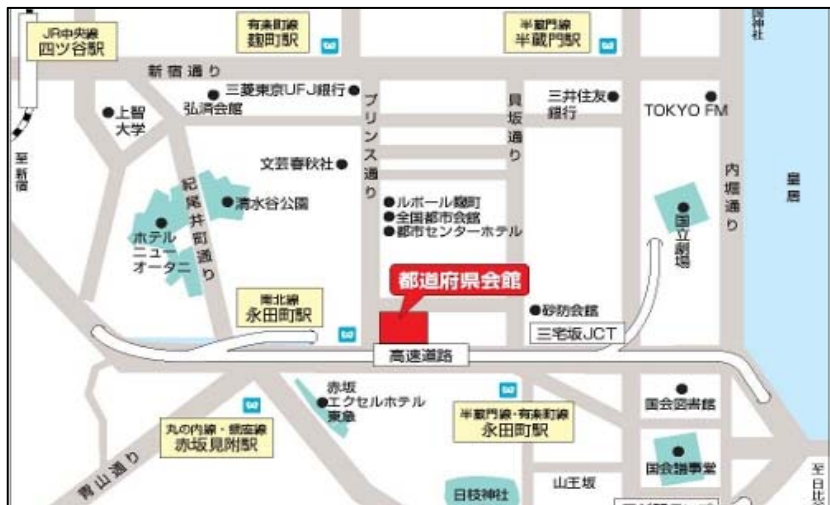 JR中央線
四ツ谷駅
有楽町線
麹町駅
半蔵門線
半蔵門駅
国神社
新宿通り
三菱東京UFJ銀行
弘済会館
上智
大学
プリンス通り
貝坂通り
三井住友
銀行
TOKYO FM
至新宿
文芸春秋社
紀尾井町通り
清水谷公園
ルポール麹町
全国都市会館
都市センターホテル
内堀通り
皇居
国立劇場
ホテル
ニュー
オータニ
都道府県会館
南北線
永田町駅
砂防会館
三宅坂JCT
高速道路
赤坂
エクセルホテル
東急
国会図書館
丸の内線・銀座線
赤坂見附駅
半蔵門線・有楽町線
永田町駅
国会議事堂
青山通り
日枝神社
山王坂
至日比谷